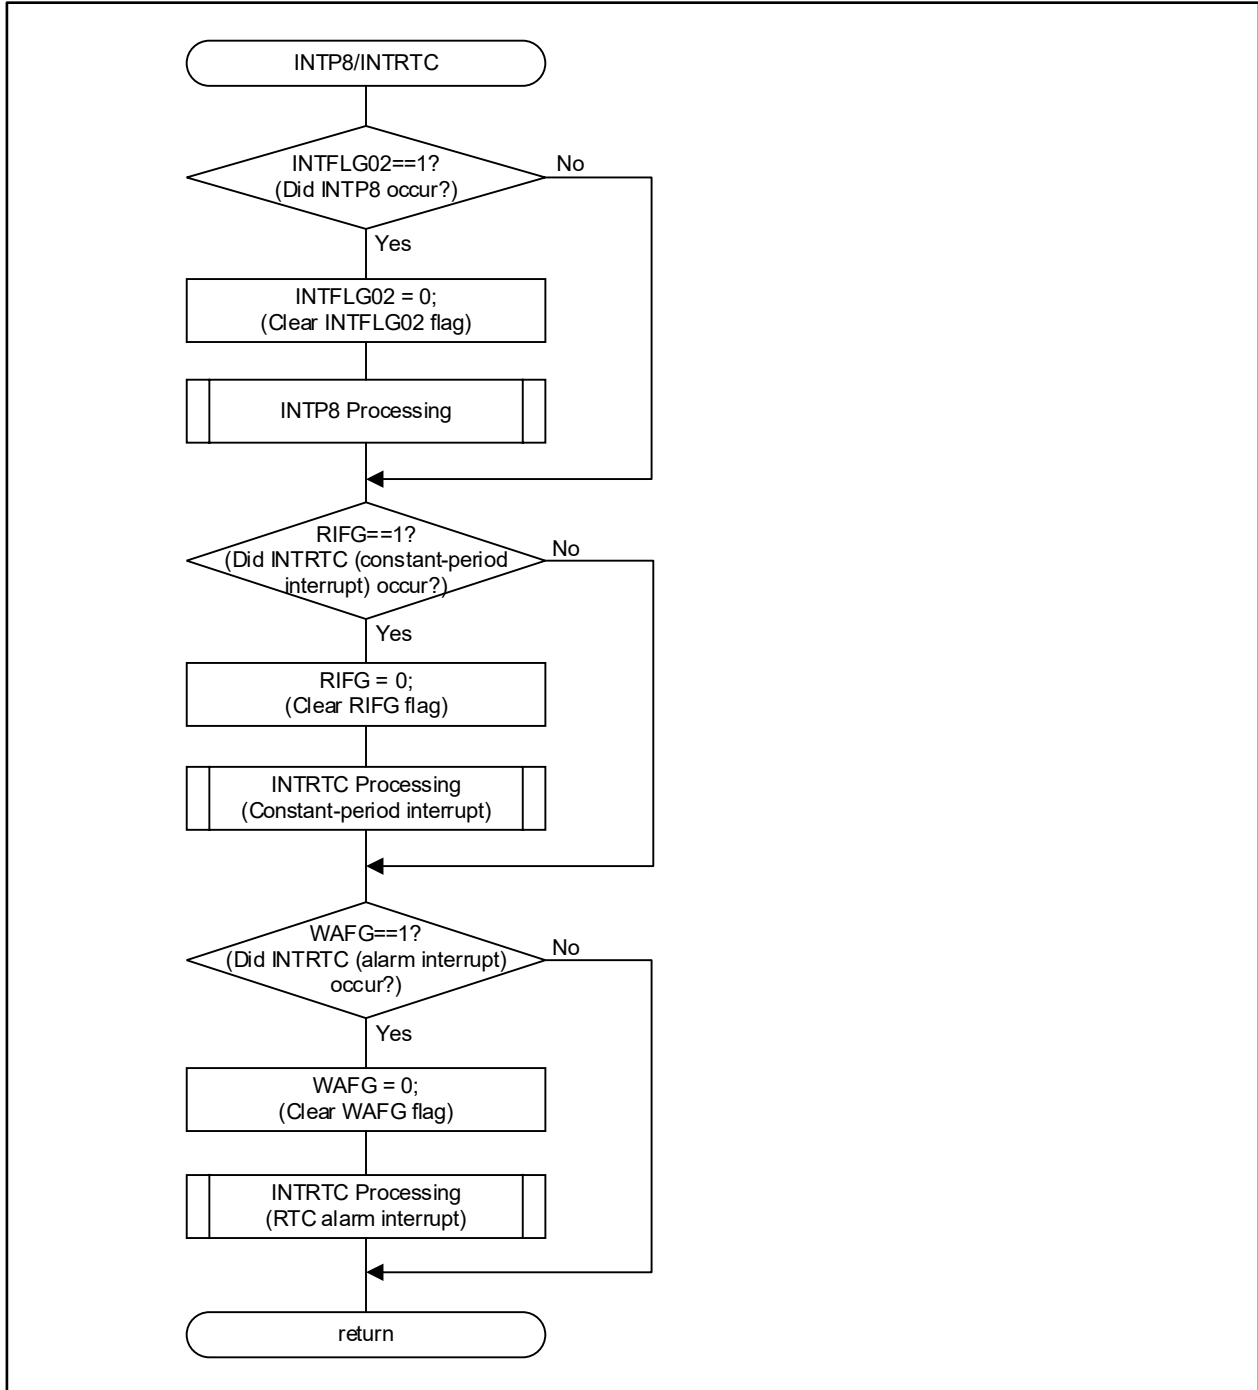 INTP8/INTRTC
INTFLG02==1?
(Did INTP8 occur?)
No
Yes
INTFLG02 = 0;
(Clear INTFLG02 flag)
INTP8 Processing
RIFG==1?
(Did INTRTC (constant-period
interrupt) occur?)
No
Yes
RIFG = 0;
(Clear RIFG flag)
INTRTC Processing
(Constant-period interrupt)
WAFG==1?
(Did INTRTC (alarm interrupt)
occur?)
No
Yes
WAFG = 0;
(Clear WAFG flag)
INTRTC Processing
(RTC alarm interrupt)
return